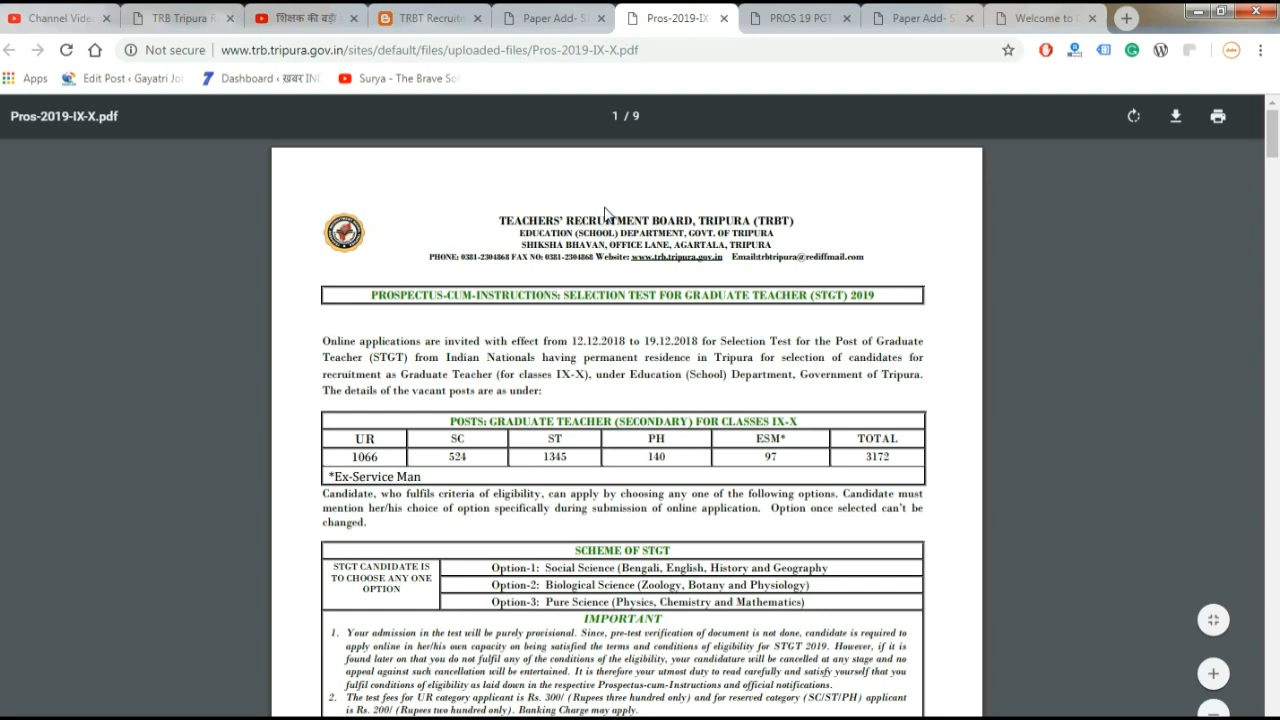 Channel Vide
TRB Tripura R
शिक्षक की बड़ी
TRBT Recruitm
Paper Add- S
Pros-2019-IX-
PROS 19 PGT
Paper Add- S
Welcome to
Not secure
www.trb.tripura.gov.in/sites/default/files/uploaded-files/Pros-2019-IX-X.pdf
Apps
Edit Post ‹ Gayatri Jo
Dashboard ‹ ख़बर IN
Surya - The Brave So
Pros-2019-IX-X.pdf
1 / 9
TEACHERS' RECRUITMENT BOARD, TRIPURA (TRBT)
EDUCATION (SCHOOL) DEPARTMENT, GOVT. OF TRIPURA
SHIKSHA BHAVAN, OFFICE LANE, AGARTALA, TRIPURA
PHONE: 0381-2304868 FAX NO: 0381-2304868 Website: www.trb.tripura.gov.in Email:trbtripura@rediffmail.com
PROSPECTUS-CUM-INSTRUCTIONS: SELECTION TEST FOR GRADUATE TEACHER (STGT) 2019
Online applications are invited with effect from 12.12.2018 to 19.12.2018 for Selection Test for the Post of Graduate
Teacher (STGT) from Indian Nationals having permanent residence in Tripura for selection of candidates for
recruitment as Graduate Teacher (for classes IX-X), under Education (School) Department, Government of Tripura.
The details of the vacant posts are as under:
POSTS: GRADUATE TEACHER (SECONDARY) FOR CLASSES IX-X
UR SC ST PH ESM* TOTAL
1066 524 1345 140 97 3172
*Ex-Service Man
Candidate, who fulfils criteria of eligibility, can apply by choosing any one of the following options. Candidate must
mention her/his choice of option specifically during submission of online application. Option once selected can't be
changed.
SCHEME OF STGT
STGT CANDIDATE IS
TO CHOOSE ANY ONE
OPTION
Option-1: Social Science (Bengali, English, History and Geography
Option-2: Biological Science (Zoology, Botany and Physiology)
Option-3: Pure Science (Physics, Chemistry and Mathematics)
IMPORTANT
1. Your admission in the test will be purely provisional. Since, pre-test verification of document is not done, candidate is required to
apply online in her/his own capacity on being satisfied the terms and conditions of eligibility for STGT 2019. However, if it is
found later on that you do not fulfil any of the conditions of the eligibility, your candidature will be cancelled at any stage and no
appeal against such cancellation will be entertained. It is therefore your utmost duty to read carefully and satisfy yourself that you
fulfil conditions of eligibility as laid down in the respective Prospectus-cum-Instructions and official notifications.
2. The test fees for UR category applicant is Rs. 300/ (Rupees three hundred only) and for reserved category (SC/ST/PH) applicant
is Rs. 200/ (Rupees two hundred only). Banking Charge may apply.